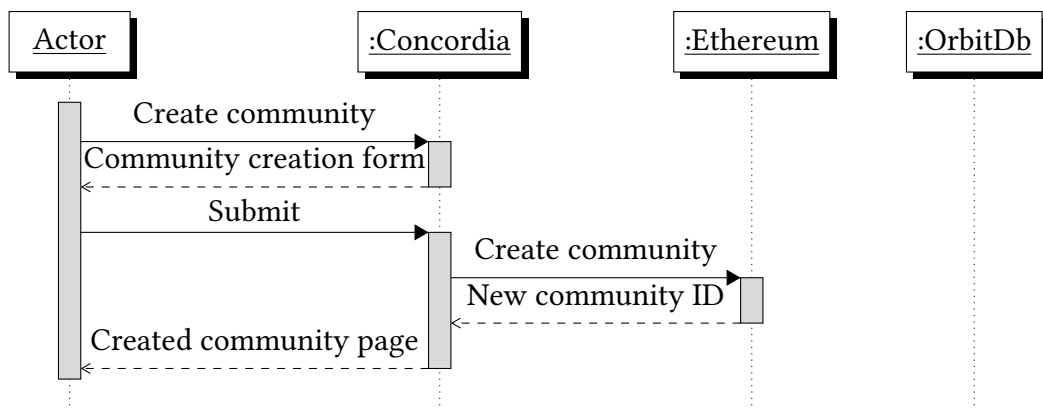 Actor
:Concordia
:Ethereum
:OrbitDb
Create community
Community creation form
Submit
Create community
New community ID
Created community page